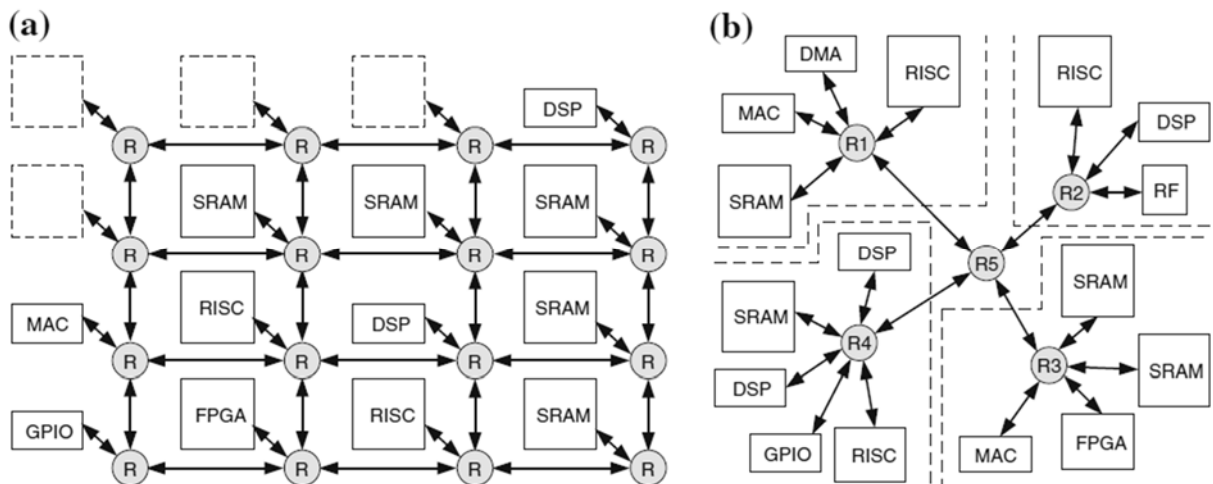 (a)
DSP
R R R R
SRAM SRAM SRAM
R R R R
MAC RISC DSP SRAM
R R R R
GPIO FPGA RISC SRAM
R R R R
(b)
DMA
RISC
MAC
R1
SRAM
RISC
DSP
R2
RF
R5
DSP
SRAM
R4
DSP
GPIO
RISC
SRAM
R3
SRAM
MAC
FPGA